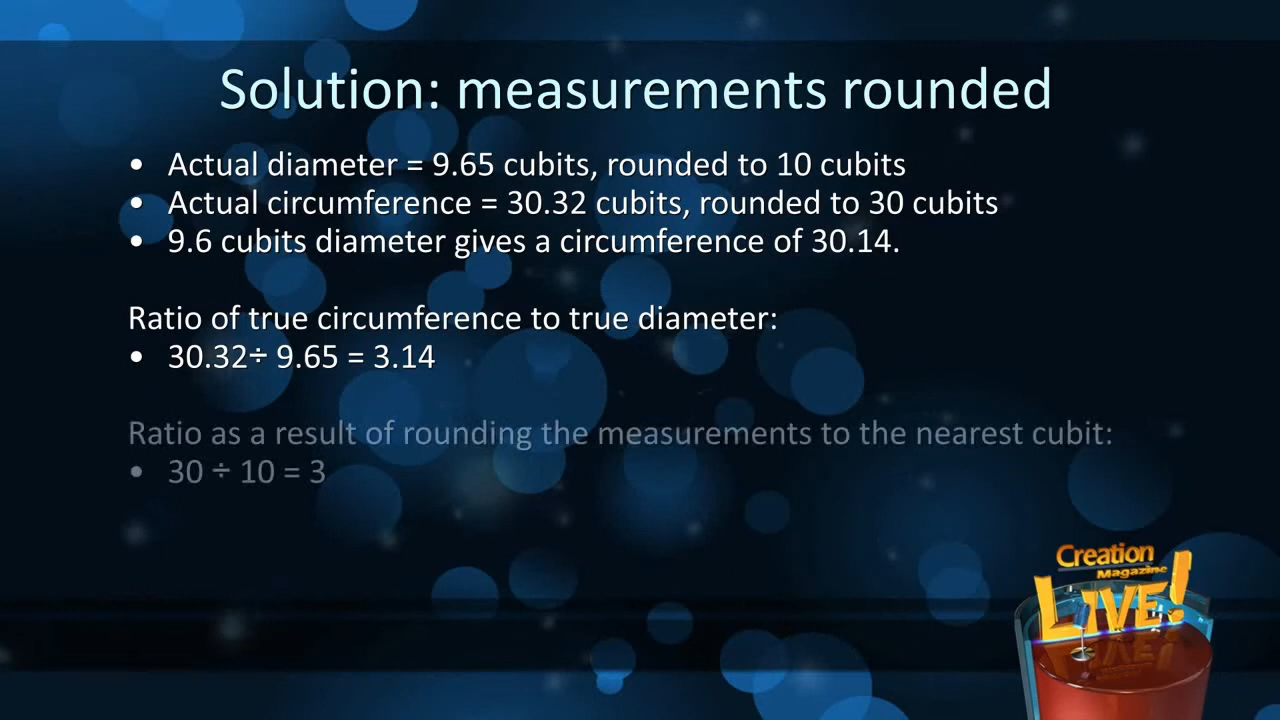 Solution: measurements rounded
• Actual diameter = 9.65 cubits, rounded to 10 cubits
• Actual circumference = 30.32 cubits, rounded to 30 cubits
• 9.6 cubits diameter gives a circumference of 30.14.
Ratio of true circumference to true diameter:
• 30.32÷ 9.65 = 3.14
Ratio as a result of rounding the measurements to the nearest cubit:
• 30 ÷ 10 = 3
Creation
Magazine
LIVE!